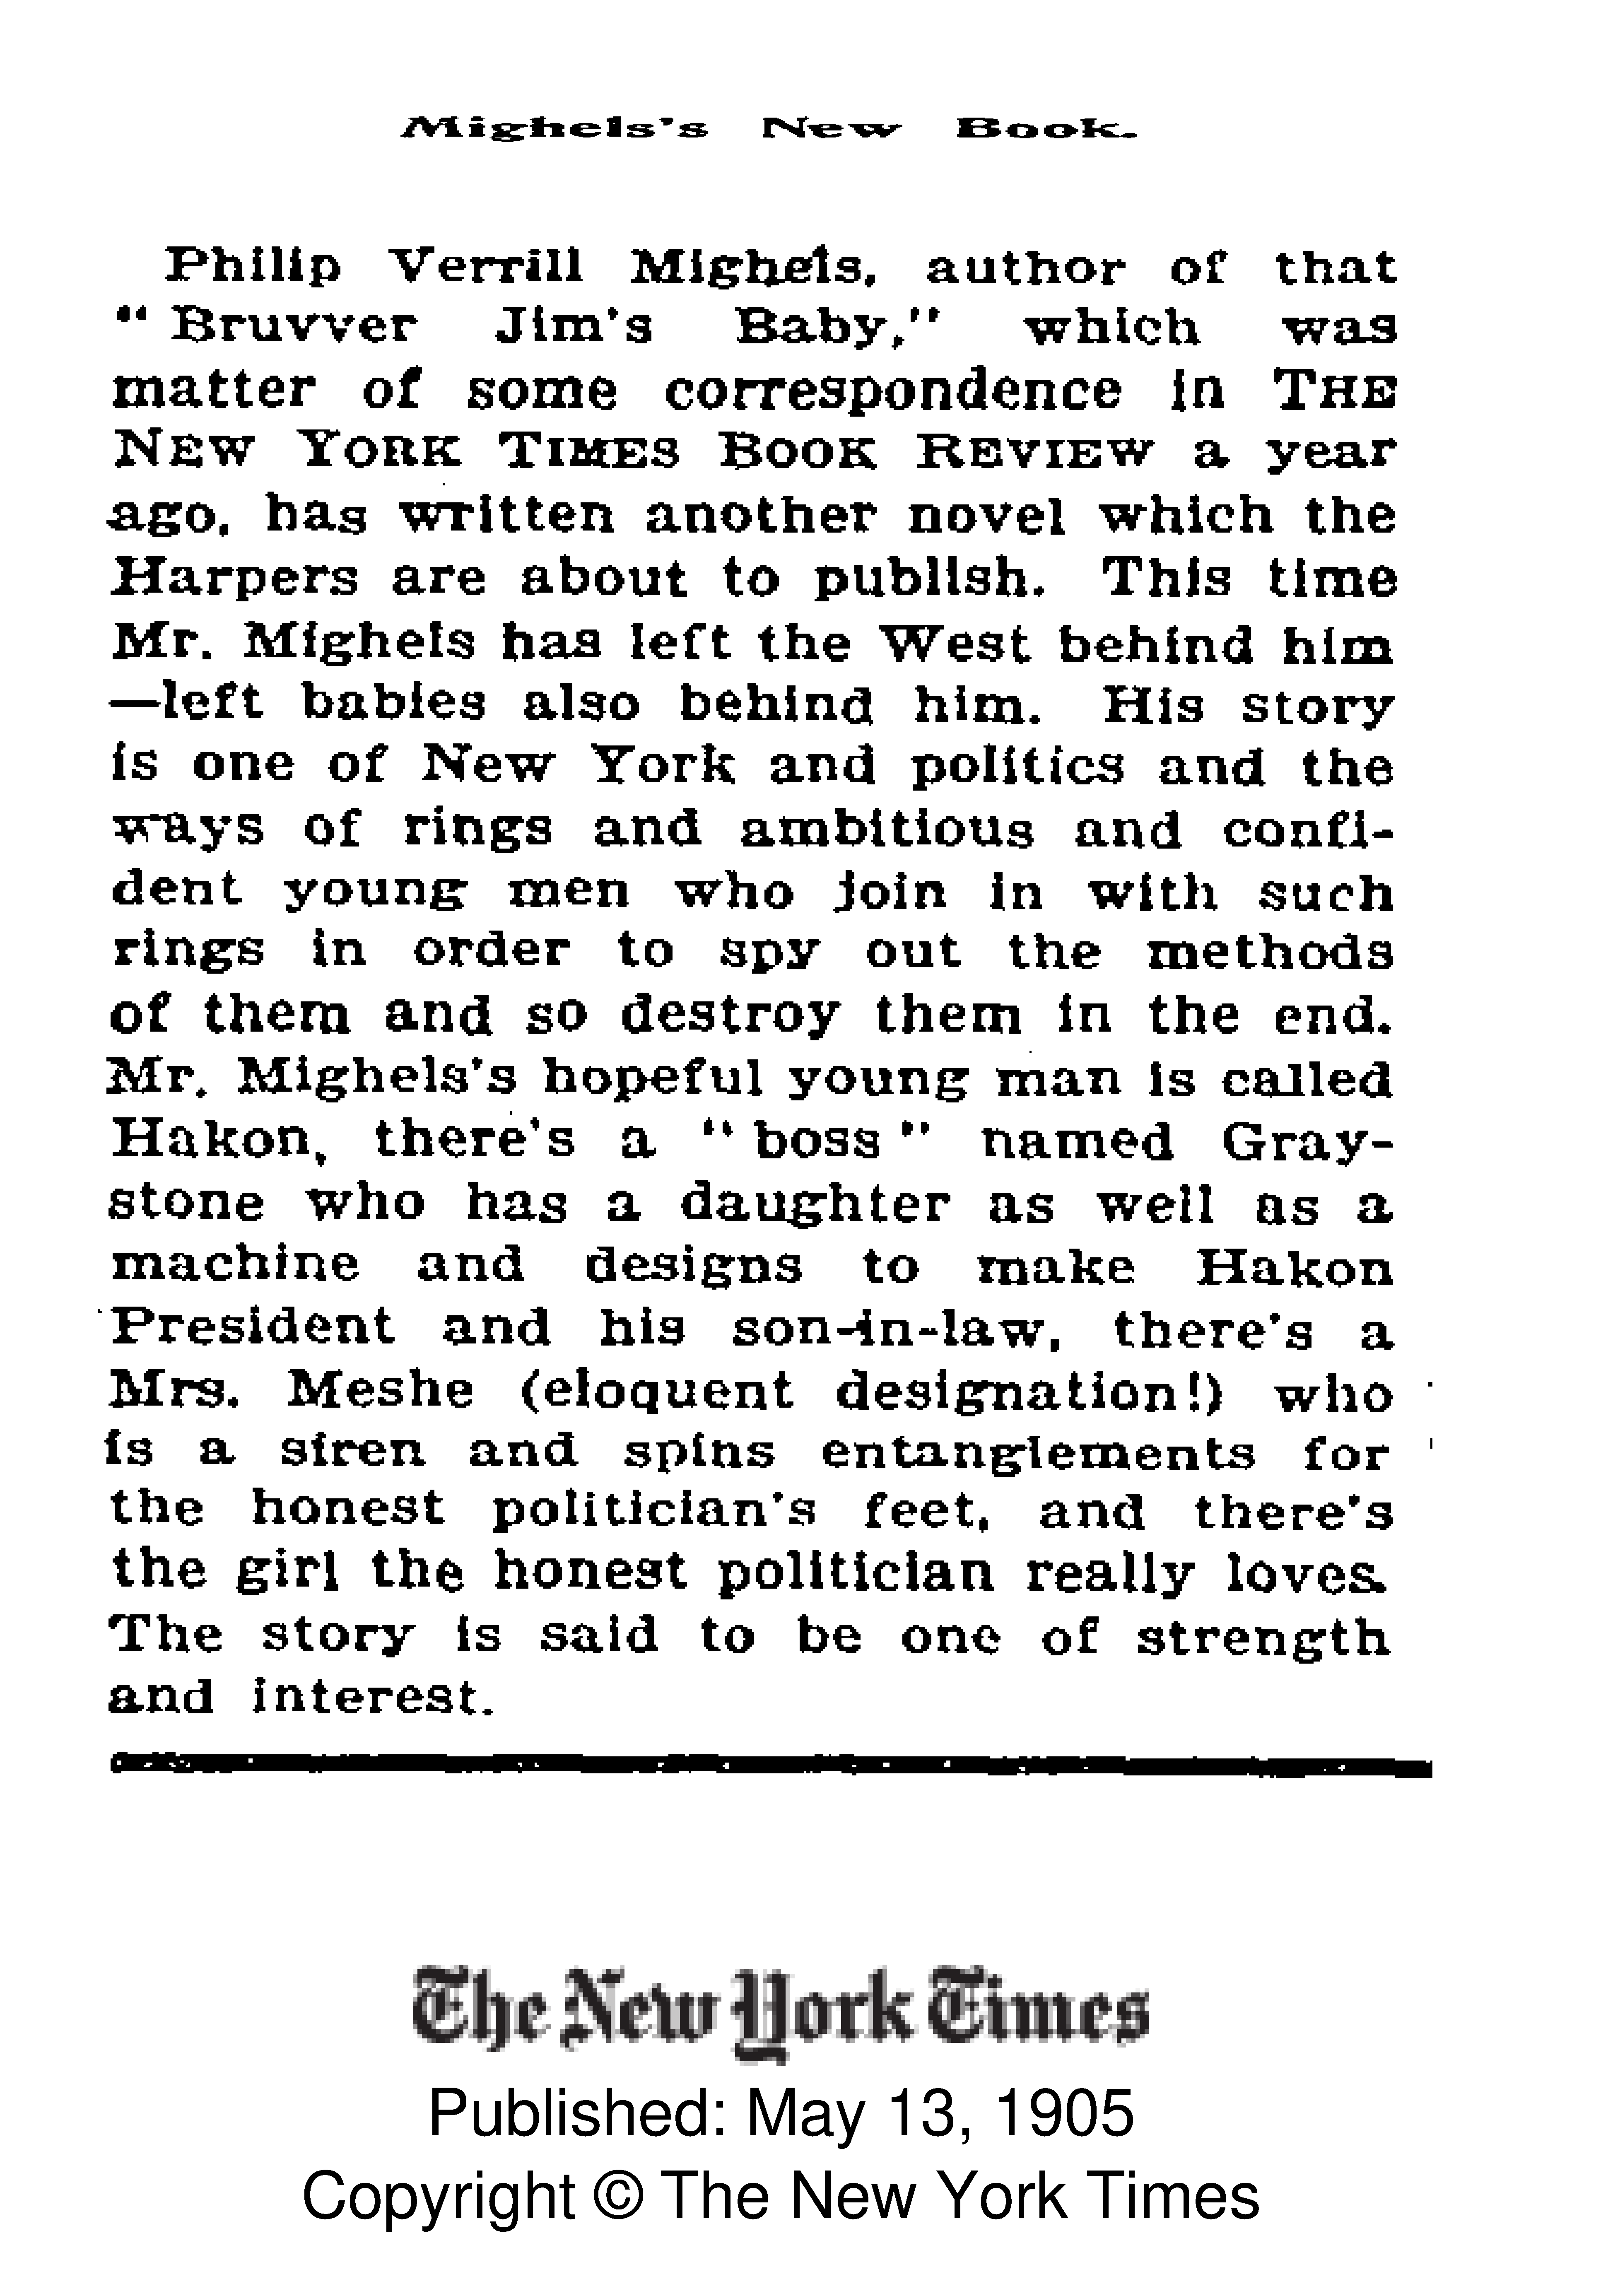 Mighels's New Book.
Philip Verrill Mighels, author of that
"Bruvver Jim's Baby," which was
matter of some correspondence in THE
NEW YORK TIMES BOOK REVIEW a year
ago, has written another novel which the
Harpers are about to publish. This time
Mr. Mighels has left the West behind him
—left babies also behind him. His story
is one of New York and politics and the
ways of rings and ambitious and confi-
dent young men who join in with such
rings in order to spy out the methods
of them and so destroy them in the end.
Mr. Mighels's hopeful young man is called
Hakon, there's a "boss" named Gray-
stone who has a daughter as well as a
machine and designs to make Hakon
President and his son-in-law, there's a
Mrs. Meshe (eloquent designation!) who
is a siren and spins entanglements for
the honest politician's feet, and there's
the girl the honest politician really loves.
The story is said to be one of strength
and interest.
The New York Times
Published: May 13, 1905
Copyright © The New York Times